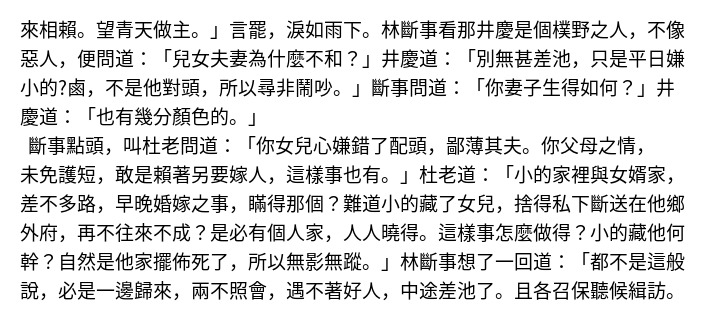 來相賴。望青天做主。」言罷，淚如雨下。林斷事看那井慶是個樸野之人，不像
惡人，便問道：「兒女夫妻為什麼不和？」井慶道：「別無甚差池，只是平日嫌
小的?鹵，不是他對頭，所以尋非鬧吵。」斷事問道：「你妻子生得如何？」井
慶道：「也有幾分顏色的。」
斷事點頭，叫杜老問道：「你女兒心嫌錯了配頭，鄙薄其夫。你父母之情，
未免護短，敢是賴著另要嫁人，這樣事也有。」杜老道：「小的家裡與女婿家，
差不多路，早晚婚嫁之事，瞞得那個？難道小的藏了女兒，捨得私下斷送在他鄉
外府，再不往來不成？是必有個人家，人人曉得。這樣事怎麼做得？小的藏他何
幹？自然是他家擺佈死了，所以無影無蹤。」林斷事想了一回道：「都不是這般
說，必是一邊歸來，兩不照會，遇不著好人，中途差池了。且各召保聽候緝訪。